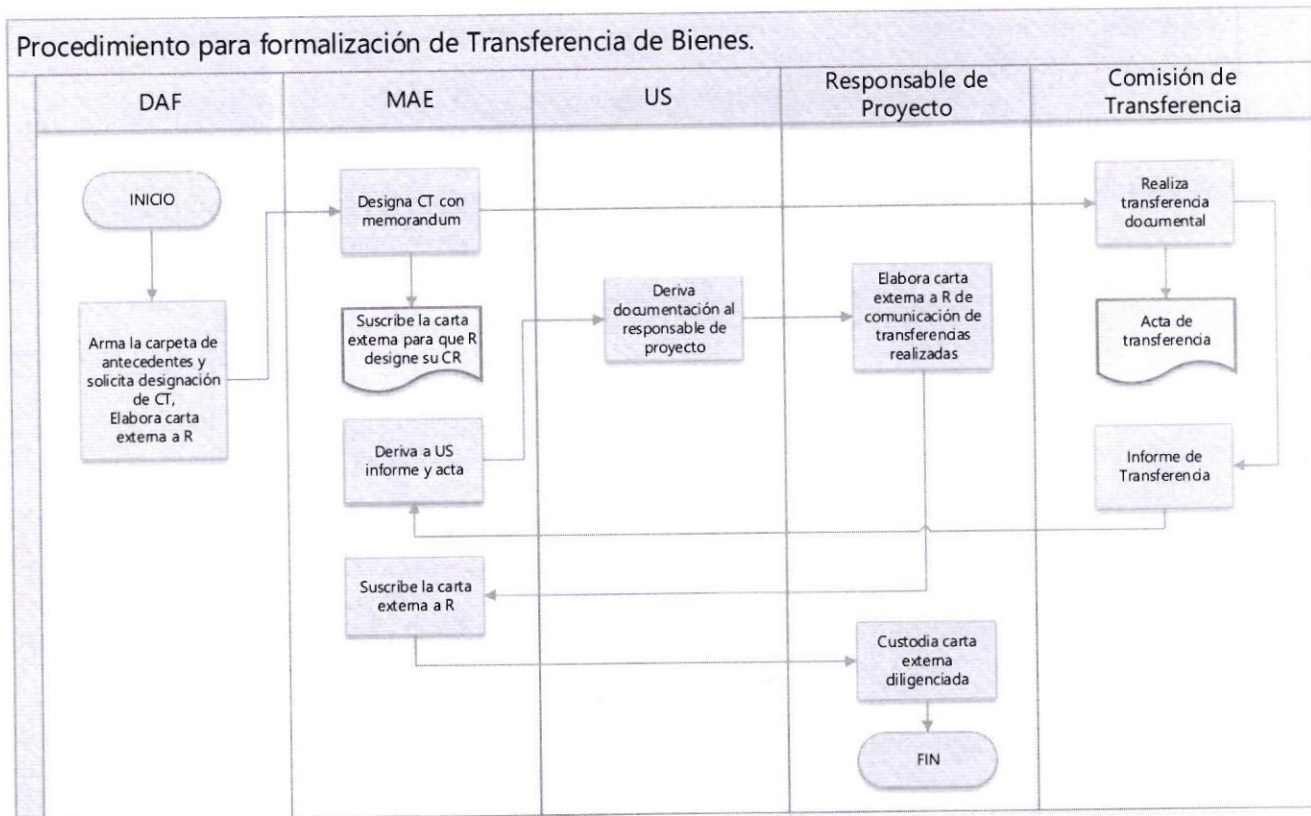 Procedimiento para formalización de Transferencia de Bienes.
DAF
MAE
US
Responsable de
Proyecto
Comisión de
Transferencia
INICIO
Arma la carpeta de
antecedentes y
solicita designación
de CT,
Elabora carta
externa a R
Designa CT con
memorandum
Suscribe la carta
externa para que R
designe su CR
Deriva a US
informe y acta
Suscribe la carta
externa a R
Deriva
documentación al
responsable de
proyecto
Elabora carta
externa a R de
comunicación de
transferencias
realizadas
Custodia carta
externa
diligenciada
FIN
Realiza
transferencia
documental
Acta de
transferencia
Informe de
Transferencia